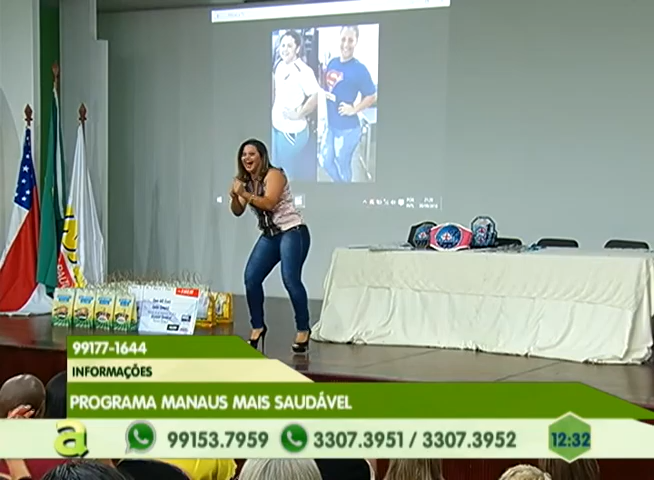 99177-1644
INFORMAÇÕES
PROGRAMA MANAUS MAIS SAUDÁVEL
a 99153.7959 3307.3951 / 3307.3952 12:32